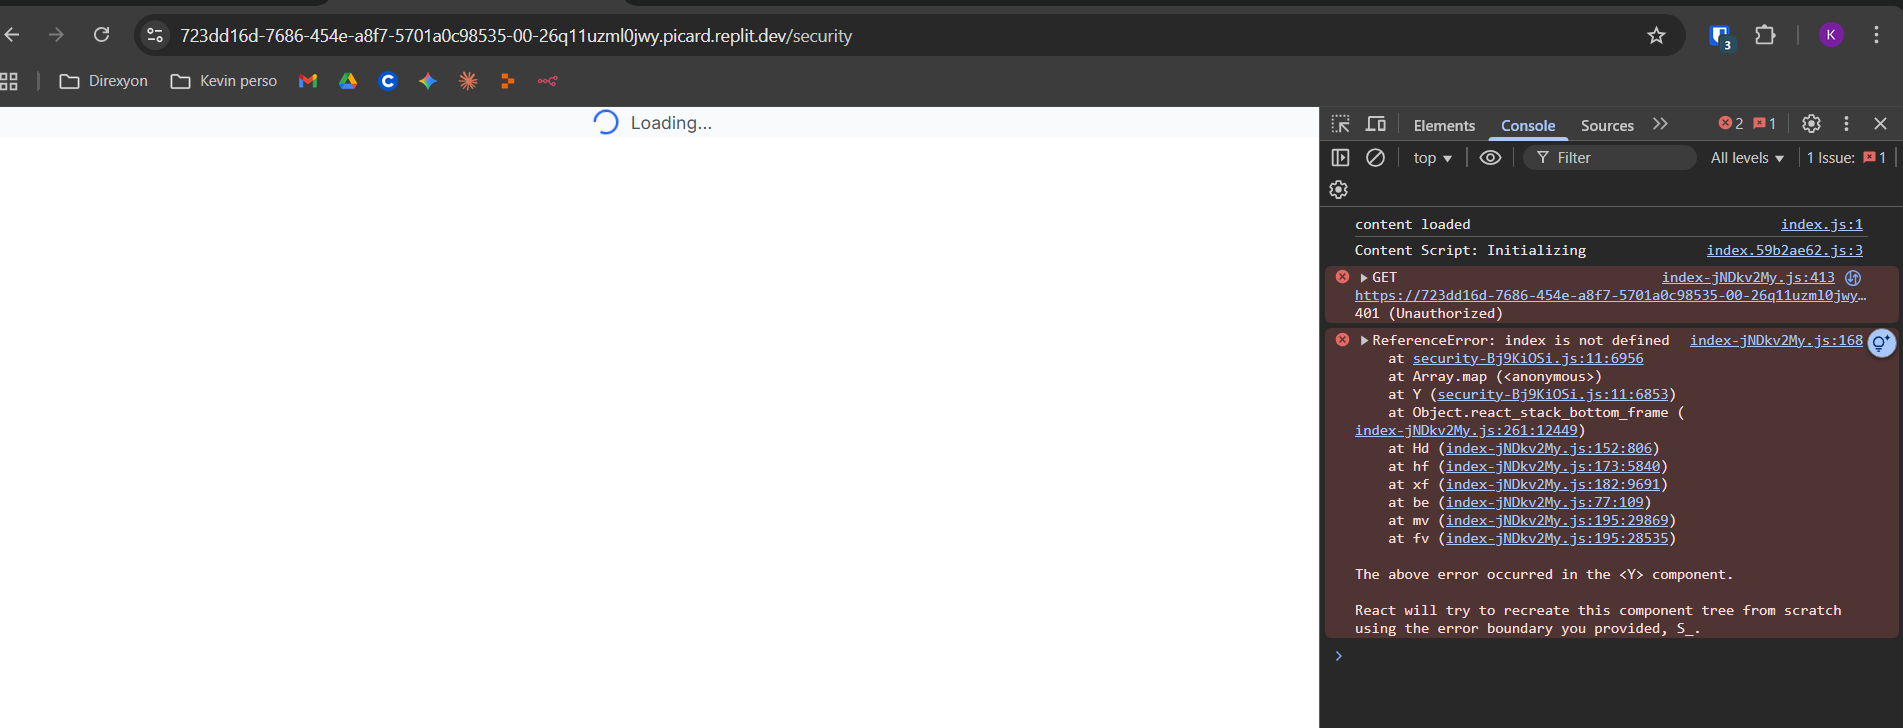 723dd16d-7686-454e-a8f7-5701a0c98535-00-26q11uzml0jwy.picard.replit.dev/security
3
K
Direxyon
Kevin perso
Loading...
Elements
Console
Sources
2
1
top
Filter
All levels
1 Issue:
1
content loaded index.js:1
Content Script: Initializing index.59b2ae62.js:3
GET index-jNDkv2My.js:413
https://723dd16d-7686-454e-a8f7-5701a0c98535-00-26q11uzml0jwy…
401 (Unauthorized)
ReferenceError: index is not defined index-jNDkv2My.js:168
at security-Bj9KiOSi.js:11:6956
at Array.map (<anonymous>)
at Y (security-Bj9KiOSi.js:11:6853)
at Object.react_stack_bottom_frame (
index-jNDkv2My.js:261:12449)
at Hd (index-jNDkv2My.js:152:806)
at hf (index-jNDkv2My.js:173:5840)
at xf (index-jNDkv2My.js:182:9691)
at be (index-jNDkv2My.js:77:109)
at mv (index-jNDkv2My.js:195:29869)
at fv (index-jNDkv2My.js:195:28535)
The above error occurred in the <Y> component.
React will try to recreate this component tree from scratch
using the error boundary you provided, S_.